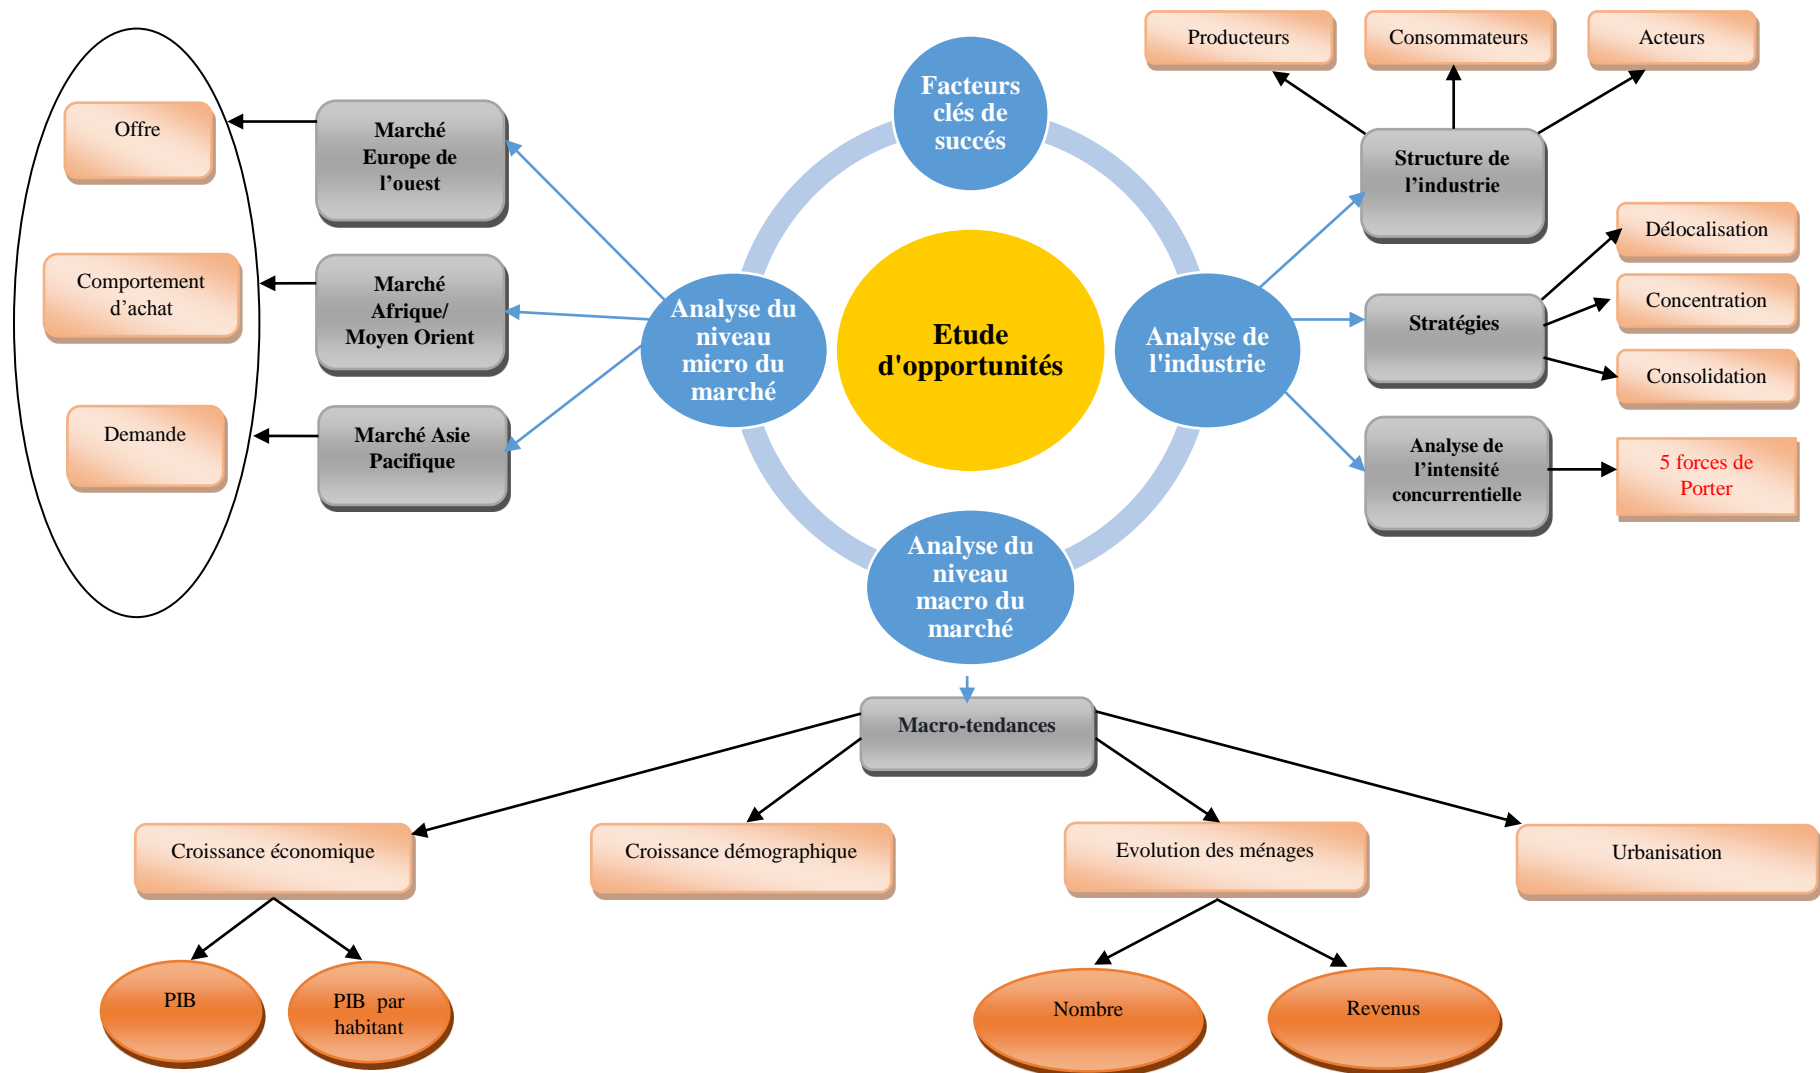 Producteurs
Consommateurs
Acteurs
Facteurs
clés de
succés
Offre
Marché
Europe de
l’ouest
Structure de
l’industrie
Délocalisation
Comportement
d’achat
Marché
Afrique/
Moyen Orient
Analyse du
niveau
micro du
marché
Etude
d'opportunités
Analyse de
l'industrie
Stratégies
Concentration
Consolidation
Demande
Marché Asie
Pacifique
Analyse de
l’intensité
concurrentielle
5 forces de
Porter
Analyse du
niveau
macro du
marché
Macro-tendances
Croissance économique
Croissance démographique
Evolution des ménages
Urbanisation
PIB
PIB par
habitant
Nombre
Revenus